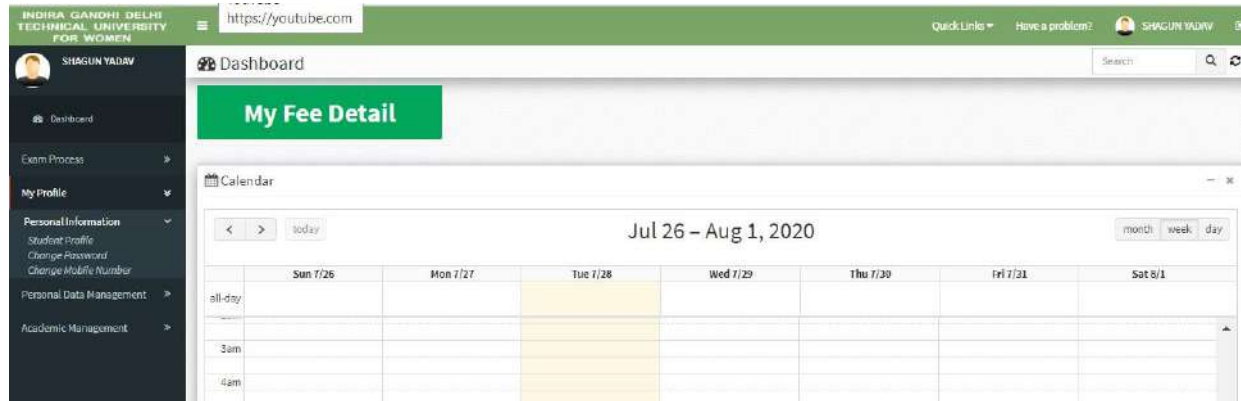 INDIRA GANDHI DELHI
TECHNICAL UNIVERSITY
FOR WOMEN
https://youtube.com
Quick Links
Have a problem?
SHAGUN YADAV
SHAGUN YADAV
Dashboard
Search
Dashboard
My Fee Detail
Exam Process
My Profile
Personal Information
Student Profile
Change Password
Change Mobile Number
Personal Data Management
Academic Management
Calendar
today
Jul 26 – Aug 1, 2020
month week day
Sun 7/26 Mon 7/27 Tue 7/28 Wed 7/29 Thu 7/30 Fri 7/31 Sat 8/1
all-day
3am
4am